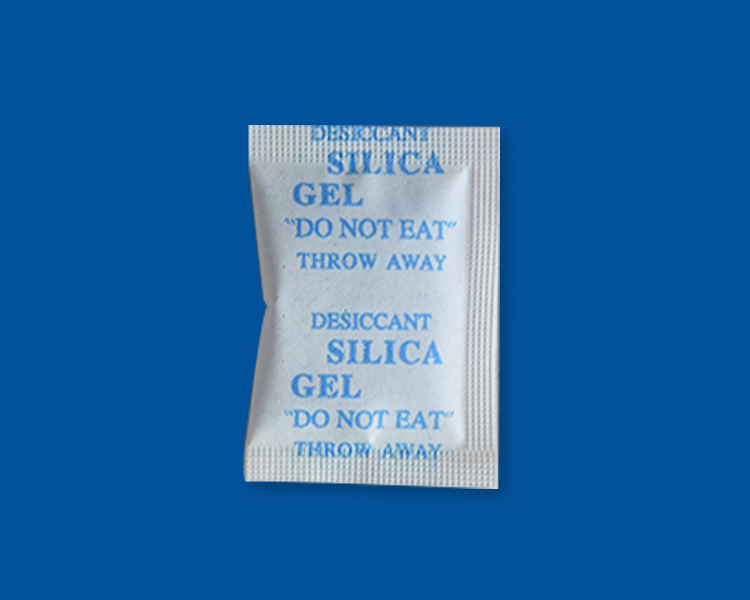 DESICCANT
SILICA
GEL
"DO NOT EAT"
THROW AWAY
DESICCANT
SILICA
GEL
"DO NOT EAT"
THROW AWAY